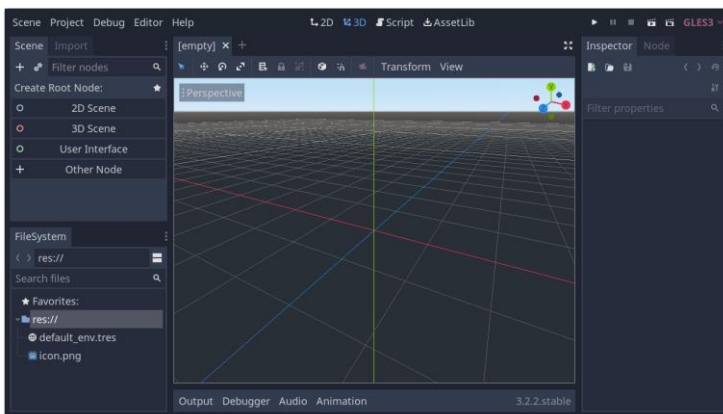 Scene Project Debug Editor Help 2D 3D Script AssetLib GLES3
Scene Import
[empty]
Inspector Node
Filter nodes
Transform View
Create Root Node:
Perspective
2D Scene
Filter properties
3D Scene
User Interface
Other Node
FileSystem
res://
Search files
Favorites:
res://
default_env.tres
icon.png
Output Debugger Audio Animation 3.2.2.stable